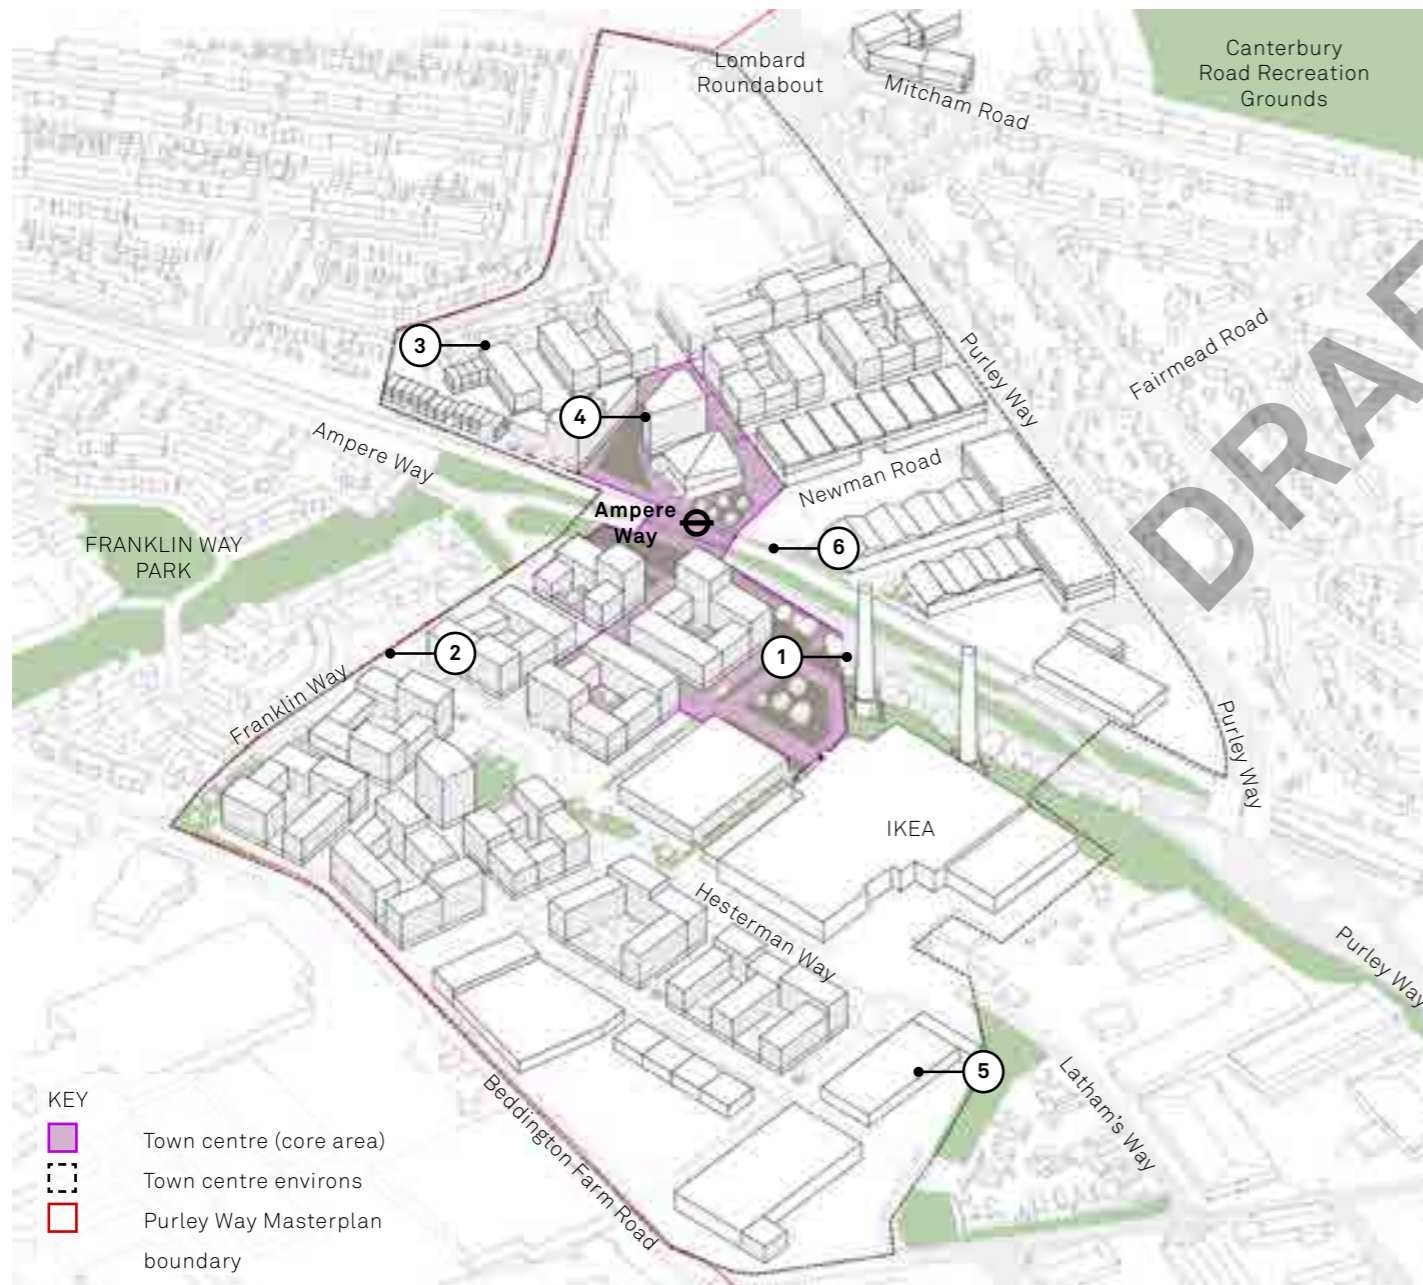 Canterbury
Road Recreation
Grounds
Lombard
Roundabout
Mitcham Road
Purley Way
Fairmead Road
3
4
Ampere Way
Newman Road
Ampere
Way
6
FRANKLIN WAY
PARK
2
1
Franklin Way
Purley Way
IKEA
Hesterman Way
Purley Way
5
Latham's Way
Beddington Farm Road
KEY
Town centre (core area)
Town centre environs
Purley Way Masterplan
boundary